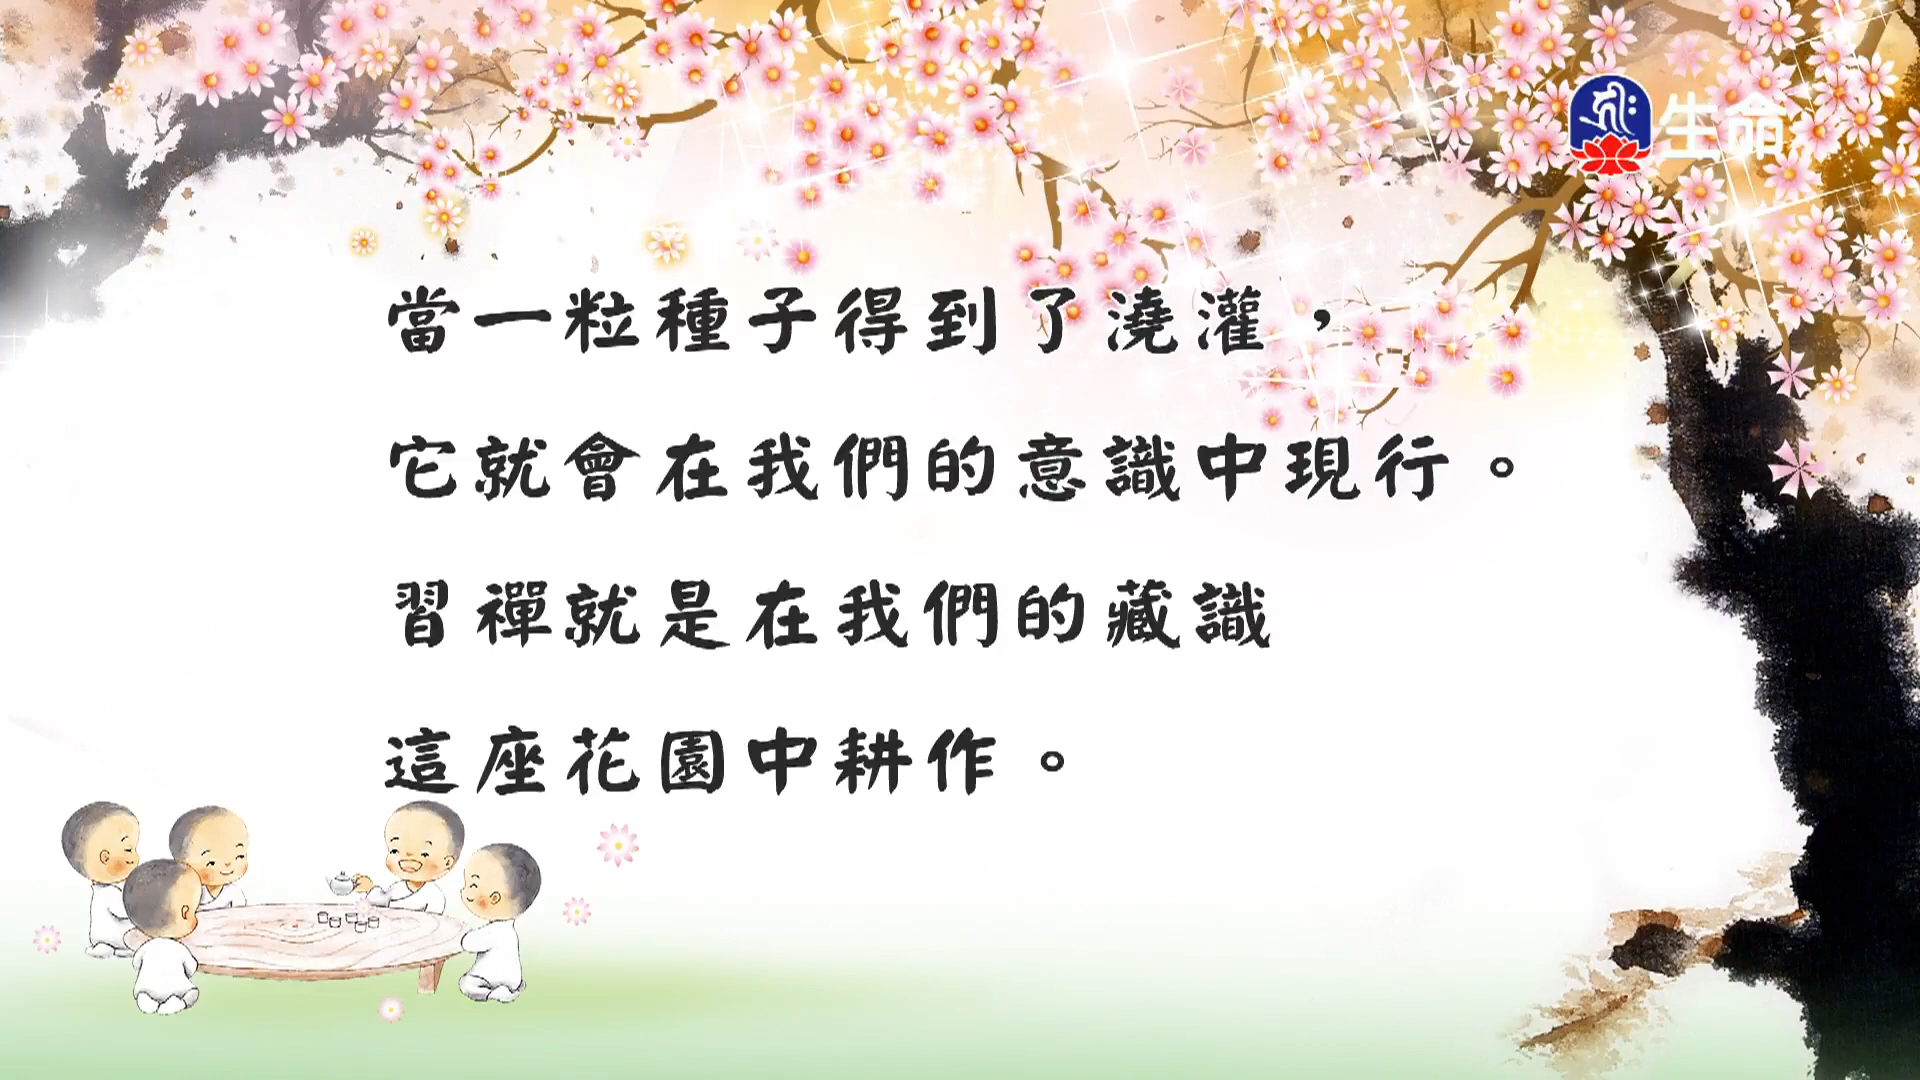 生命
當一粒種子得到了澆灌，
它就會在我們的意識中現行。
習禪就是在我們的藏識
這座花園中耕作。